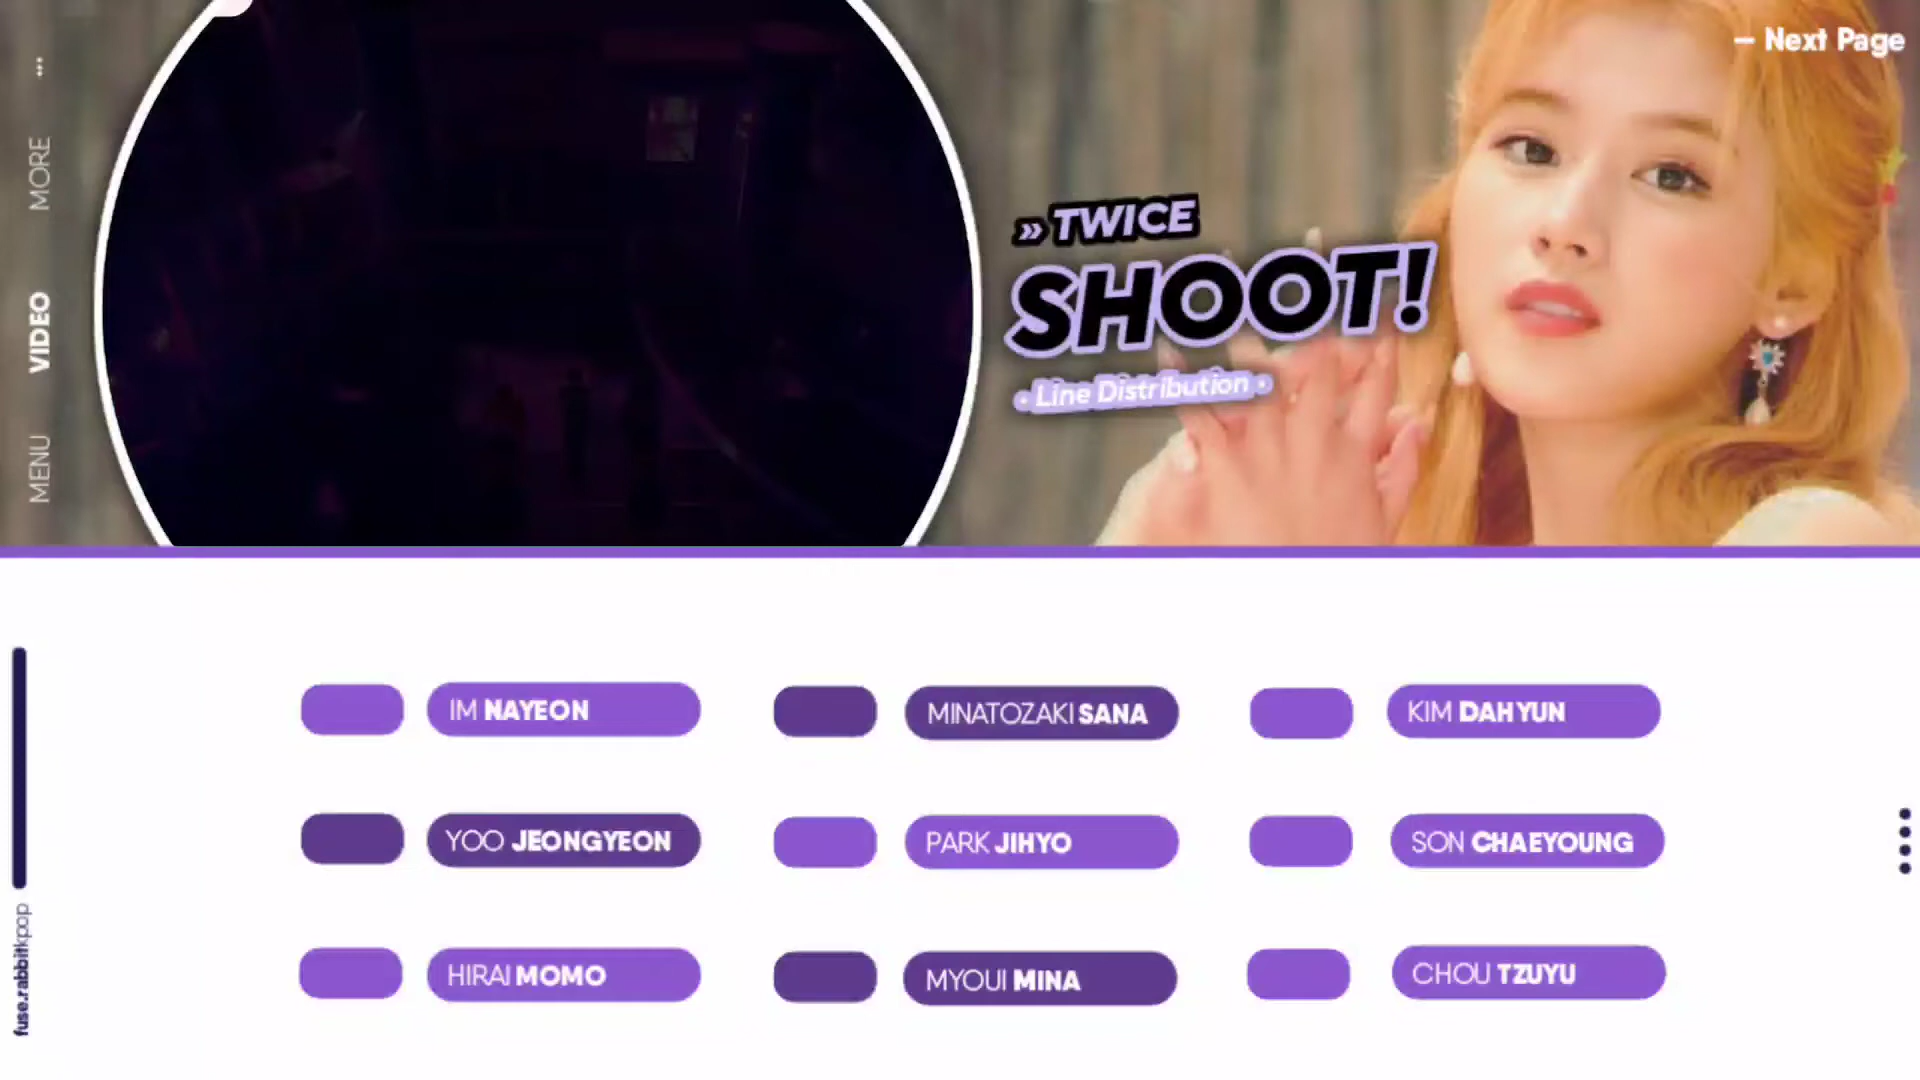 – Next Page
...
MORE
VIDEO
MENU
» TWICE
SHOOT!
• Line Distribution •
IM NAYEON
MINATOZAKI SANA
KIM DAHYUN
YOO JEONGYEON
PARK JIHYO
SON CHAEYOUNG
HIRAI MOMO
MYOUI MINA
CHOU TZUYU
fuse.rabbitkpop